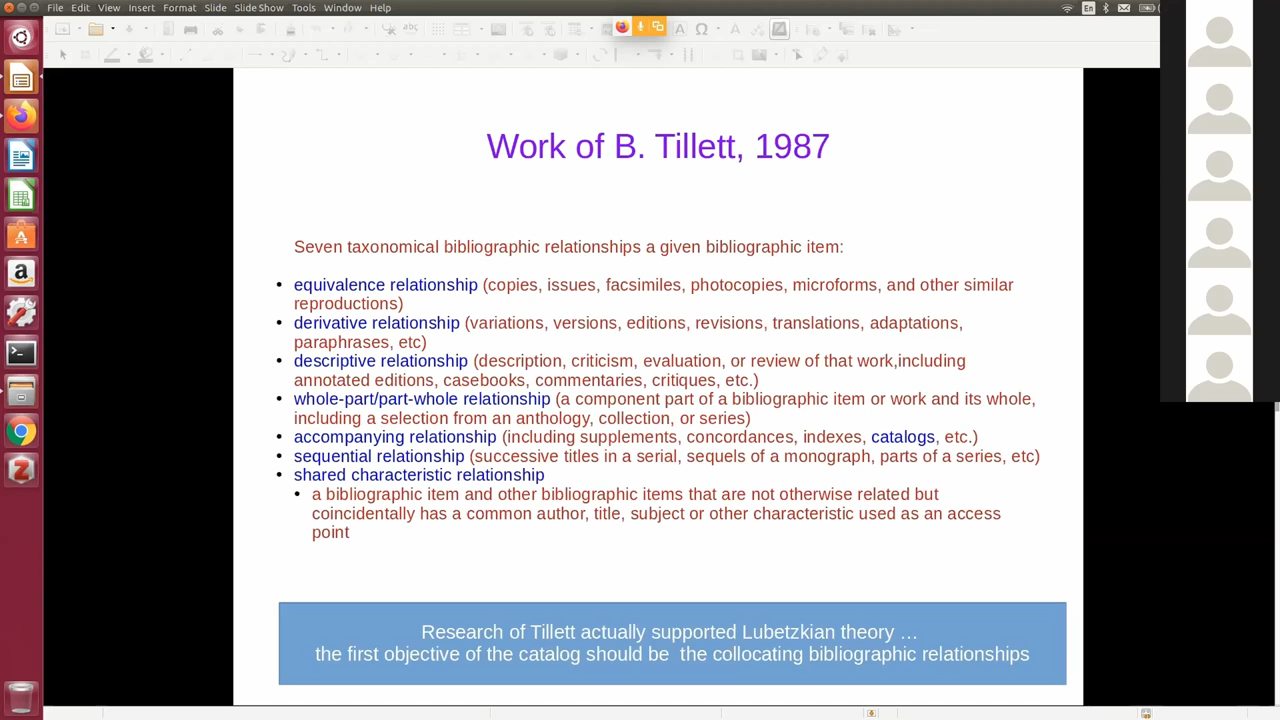 File Edit View Insert Format Slide Slide Show Tools Window Help
En
Work of B. Tillett, 1987
Seven taxonomical bibliographic relationships a given bibliographic item:
• equivalence relationship (copies, issues, facsimiles, photocopies, microforms, and other similar
reproductions)
• derivative relationship (variations, versions, editions, revisions, translations, adaptations,
paraphrases, etc)
• descriptive relationship (description, criticism, evaluation, or review of that work,including
annotated editions, casebooks, commentaries, critiques, etc.)
• whole-part/part-whole relationship (a component part of a bibliographic item or work and its whole,
including a selection from an anthology, collection, or series)
• accompanying relationship (including supplements, concordances, indexes, catalogs, etc.)
• sequential relationship (successive titles in a serial, sequels of a monograph, parts of a series, etc)
• shared characteristic relationship
• a bibliographic item and other bibliographic items that are not otherwise related but
coincidentally has a common author, title, subject or other characteristic used as an access
point
Research of Tillett actually supported Lubetzkian theory …
the first objective of the catalog should be the collocating bibliographic relationships